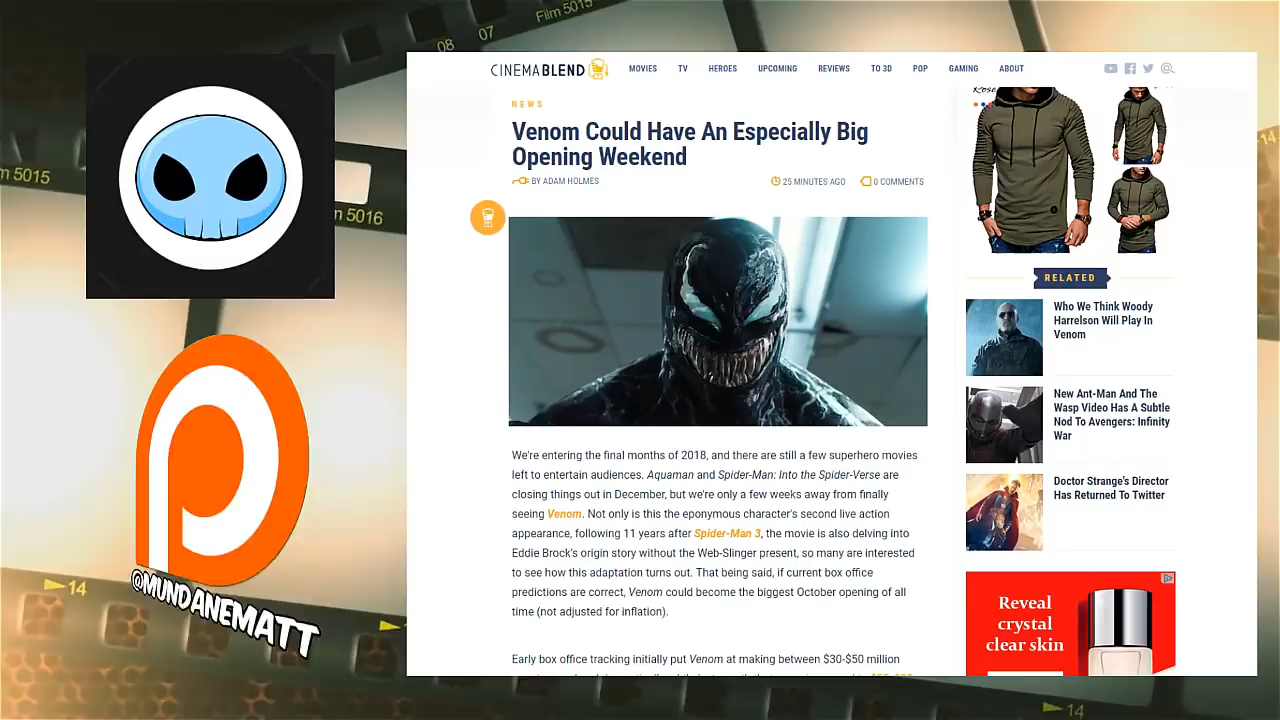 Film 5015
08 07
CINEMABLEND
MOVIES TV HEROES UPCOMING REVIEWS TO 3D POP GAMING ABOUT
NEWS
Venom Could Have An Especially Big
Opening Weekend
BY ADAM HOLMES
25 MINUTES AGO
0 COMMENTS
m 5015
m 5016
14
We're entering the final months of 2018, and there are still a few superhero movies
left to entertain audiences. Aquaman and Spider-Man: Into the Spider-Verse are
closing things out in December, but we're only a few weeks away from finally
seeing Venom. Not only is this the eponymous character's second live action
appearance, following 11 years after Spider-Man 3, the movie is also delving into
Eddie Brock's origin story without the Web-Slinger present, so many are interested
to see how this adaptation turns out. That being said, if current box office
predictions are correct, Venom could become the biggest October opening of all
time (not adjusted for inflation).
Early box office tracking initially put Venom at making between $30-$50 million
RELATED
Who We Think Woody
Harrelson Will Play In
Venom
New Ant-Man And The
Wasp Video Has A Subtle
Nod To Avengers: Infinity
War
Doctor Strange's Director
Has Returned To Twitter
Reveal
crystal
clear skin
14
@MUNDANEMATT
14